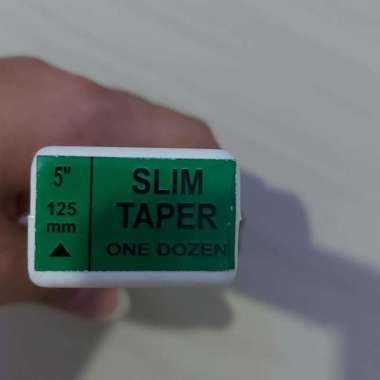 5"
125
mm
▲
SLIM
TAPER
ONE DOZEN